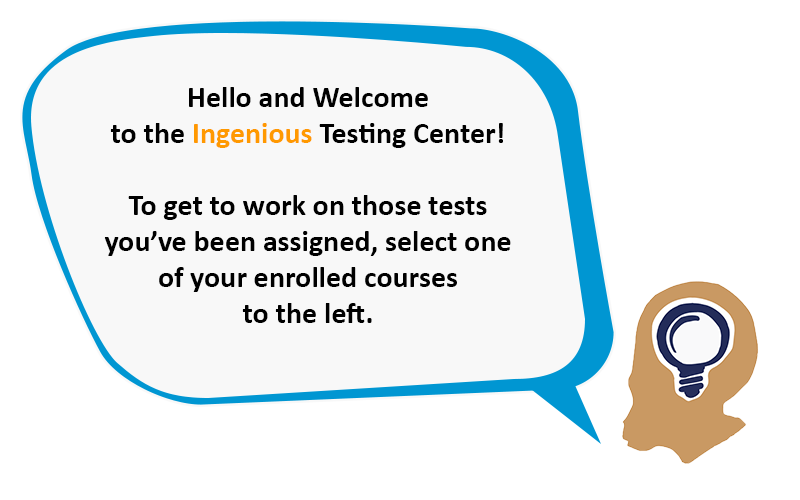 Hello and Welcome
to the Ingenious Testing Center!
To get to work on those tests
you’ve been assigned, select one
of your enrolled courses
to the left.